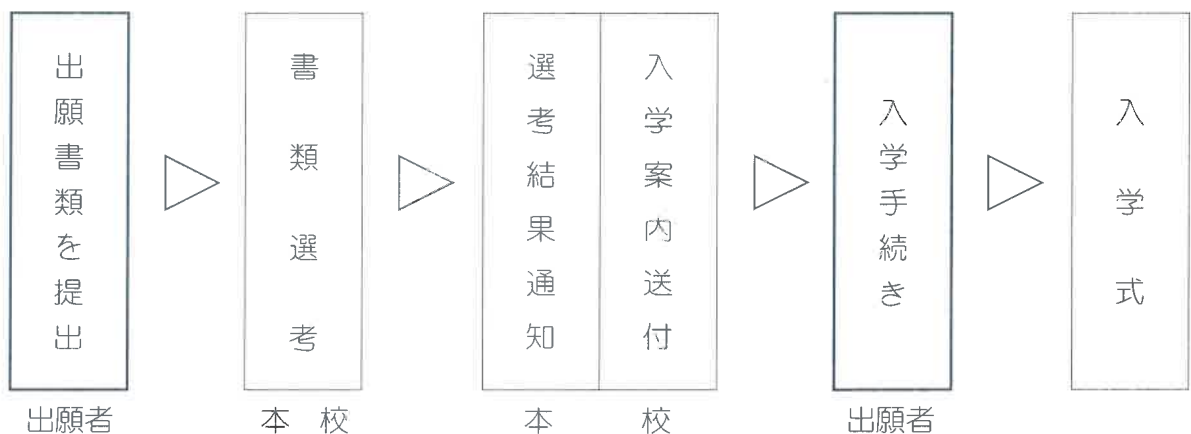 出願書類を提出
書類選考
選考結果通知
入学案内送付
入学手続き
入学式
出願者
本校
本校
出願者